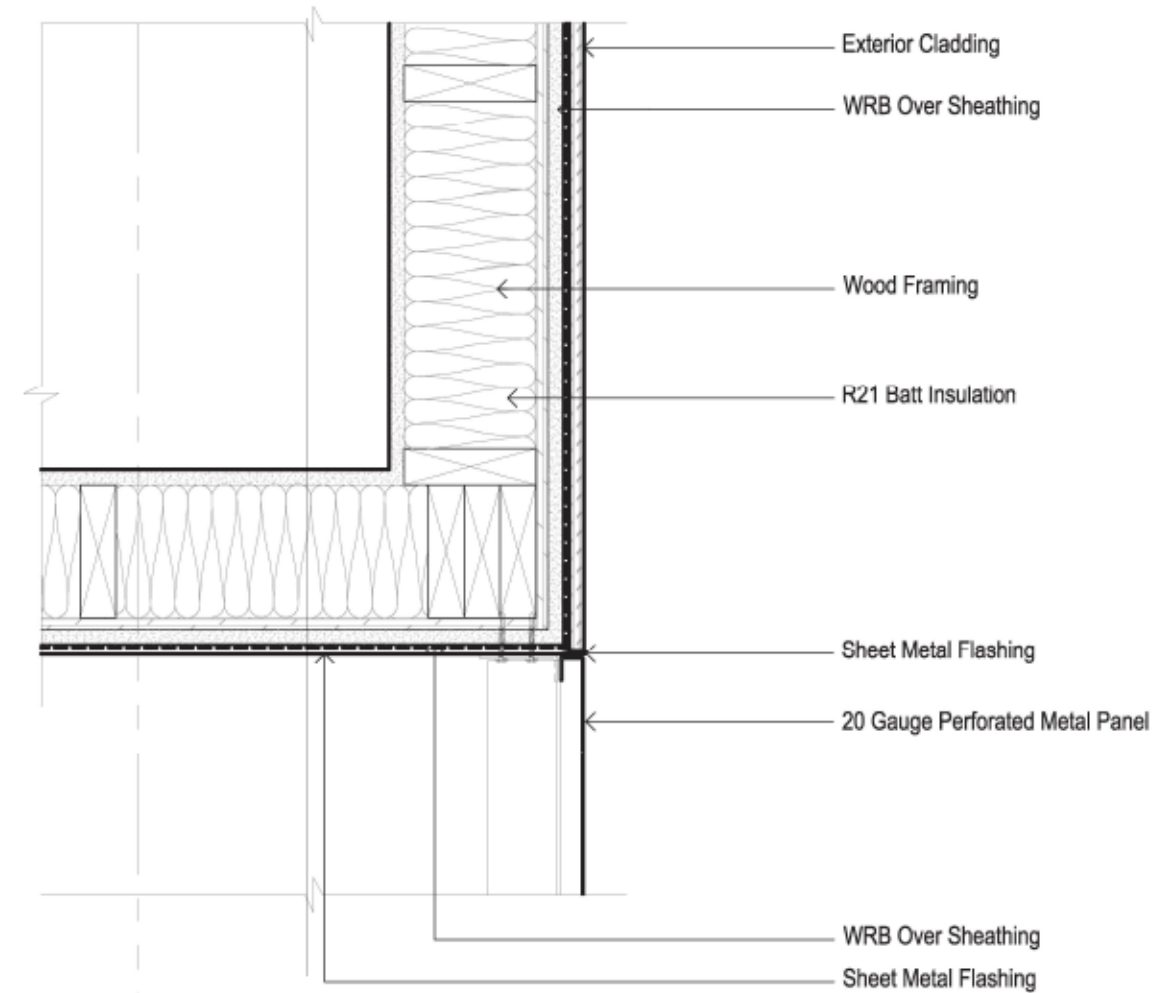 Exterior Cladding
WRB Over Sheathing
Wood Framing
R21 Batt Insulation
Sheet Metal Flashing
20 Gauge Perforated Metal Panel
WRB Over Sheathing
Sheet Metal Flashing